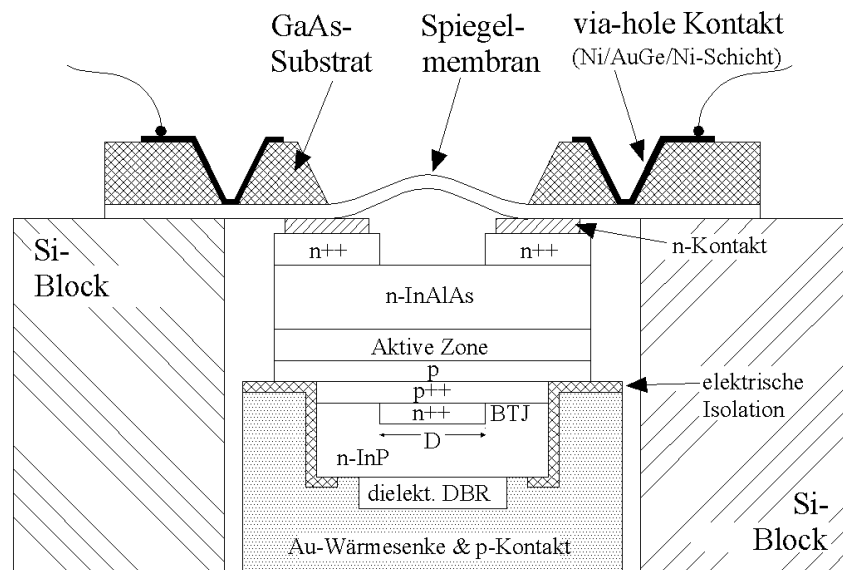 GaAs-
Substrat
Spiegel-
membran
via-hole Kontakt
(Ni/AuGe/Ni-Schicht)
Si-
Block
n++
n++
n-Kontakt
n-InAlAs
Aktive Zone
p
p++
n++
BTJ
elektrische
Isolation
D
n-InP
dielekt. DBR
Au-Wärmesenke & p-Kontakt
Si-
Block